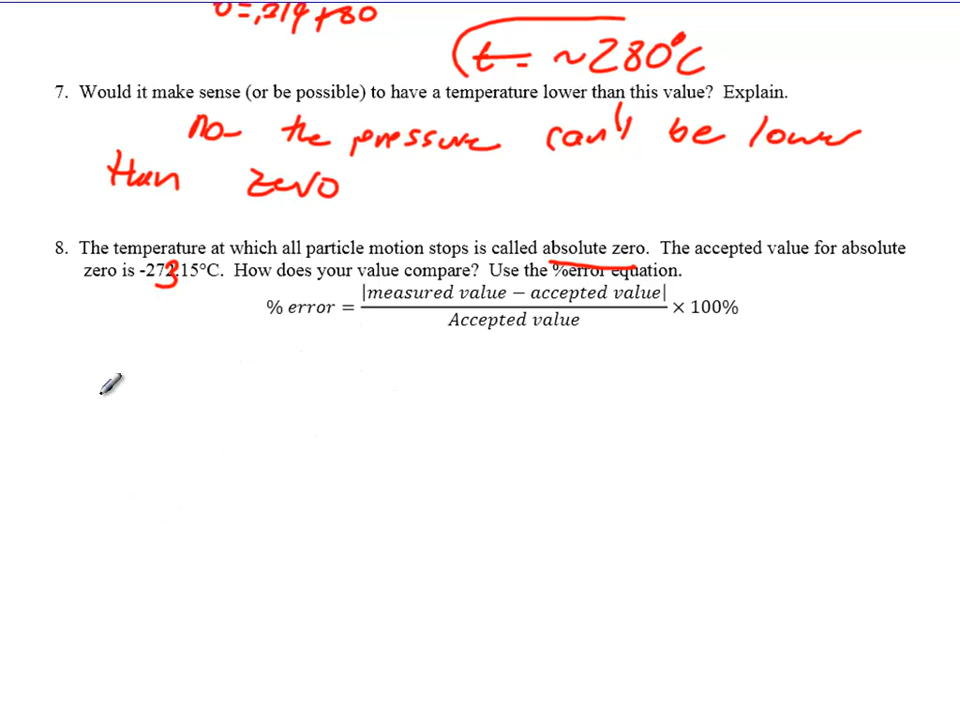 t = ~280°C
7. Would it make sense (or be possible) to have a temperature lower than this value? Explain.
no the pressure can't be lower
than zero
8. The temperature at which all particle motion stops is called absolute zero. The accepted value for absolute
zero is -273.15°C. How does your value compare? Use the %error equation.
% error = |measured value − accepted value| / Accepted value × 100%